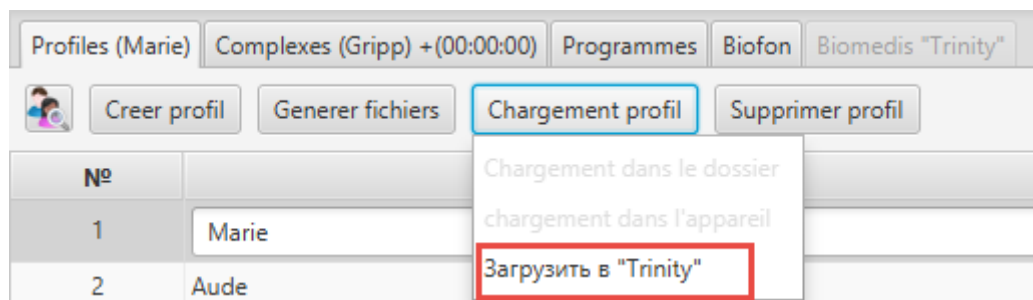 Profiles (Marie) Complexes (Gripp) +(00:00:00) Programmes Biofon Biomedis "Trinity"
Creer profil Generer fichiers Chargement profil Supprimer profil
Nº
Chargement dans le dossier
1 Marie
chargement dans l'appareil
Загрузить в "Trinity"
2 Aude